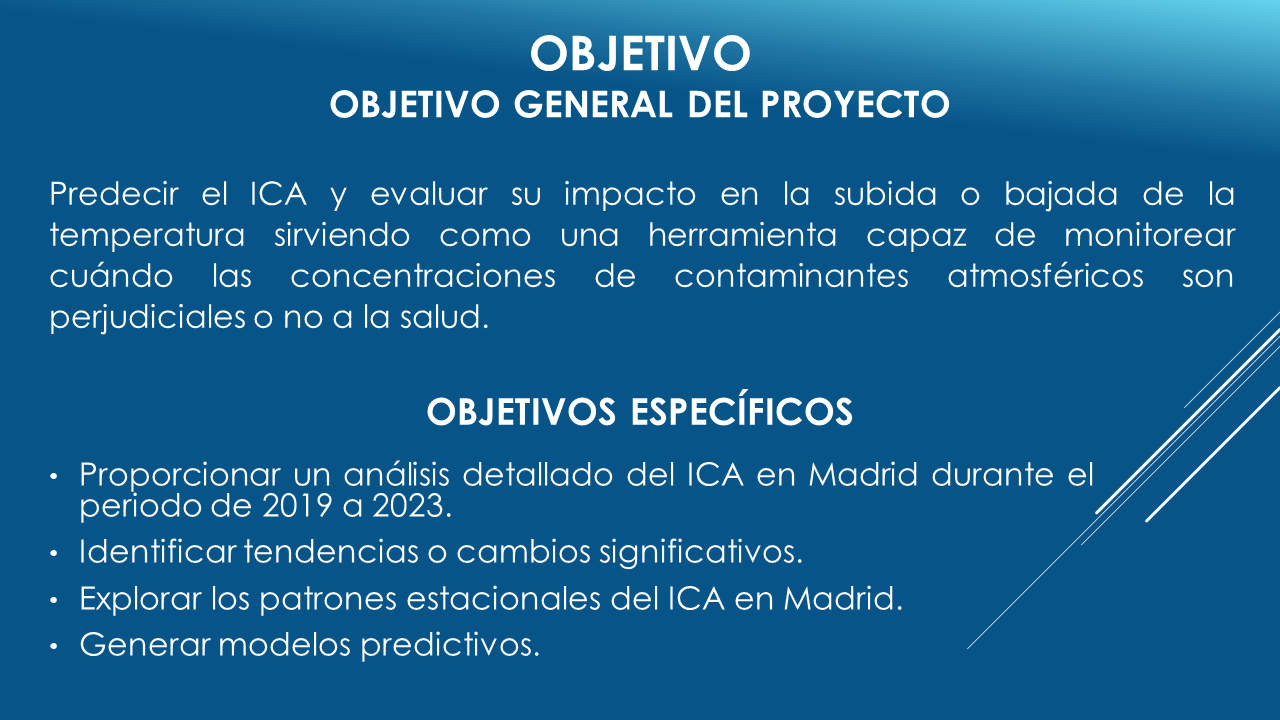 OBJETIVO
OBJETIVO GENERAL DEL PROYECTO
Predecir el ICA y evaluar su impacto en la subida o bajada de la
temperatura sirviendo como una herramienta capaz de monitorear
cuándo las concentraciones de contaminantes atmosféricos son
perjudiciales o no a la salud.
OBJETIVOS ESPECÍFICOS
• Proporcionar un análisis detallado del ICA en Madrid durante el
periodo de 2019 a 2023.
• Identificar tendencias o cambios significativos.
• Explorar los patrones estacionales del ICA en Madrid.
• Generar modelos predictivos.